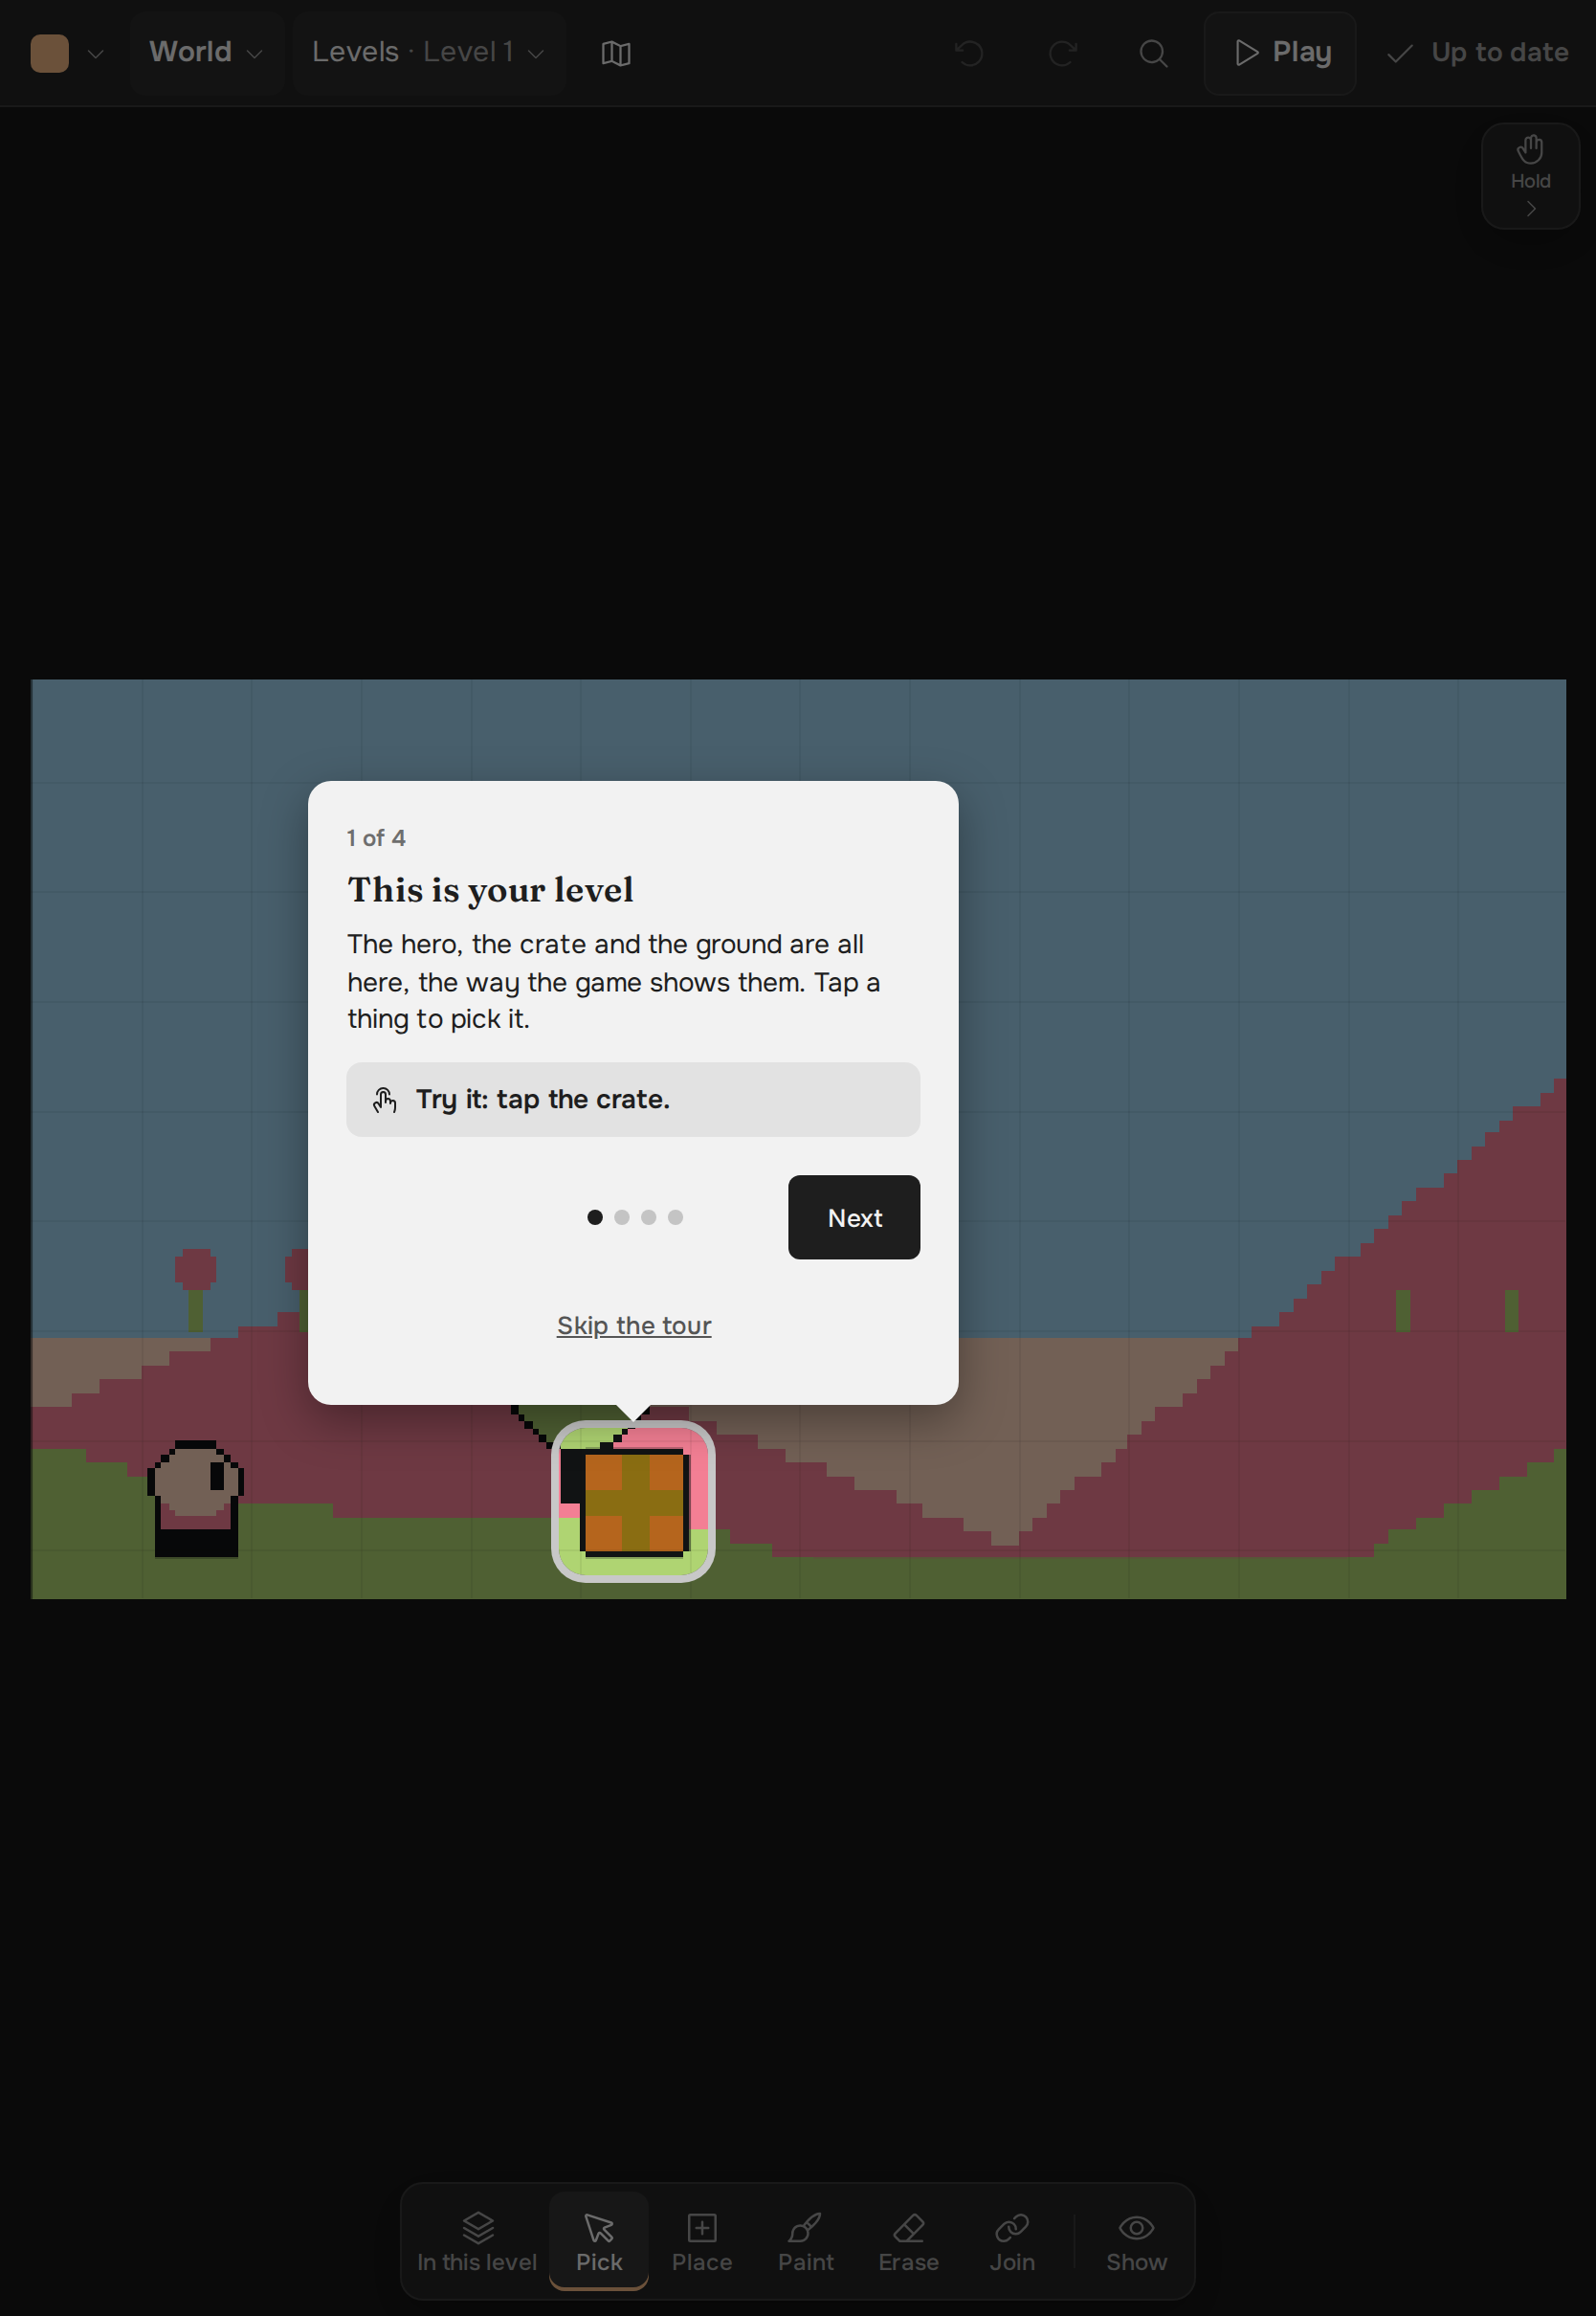 World
Levels · Level 1
Play
Up to date
Hold
1 of 4
This is your level
The hero, the crate and the ground are all
here, the way the game shows them. Tap a
thing to pick it.
Try it: tap the crate.
Next
Skip the tour
In this level
Pick
Place
Paint
Erase
Join
Show